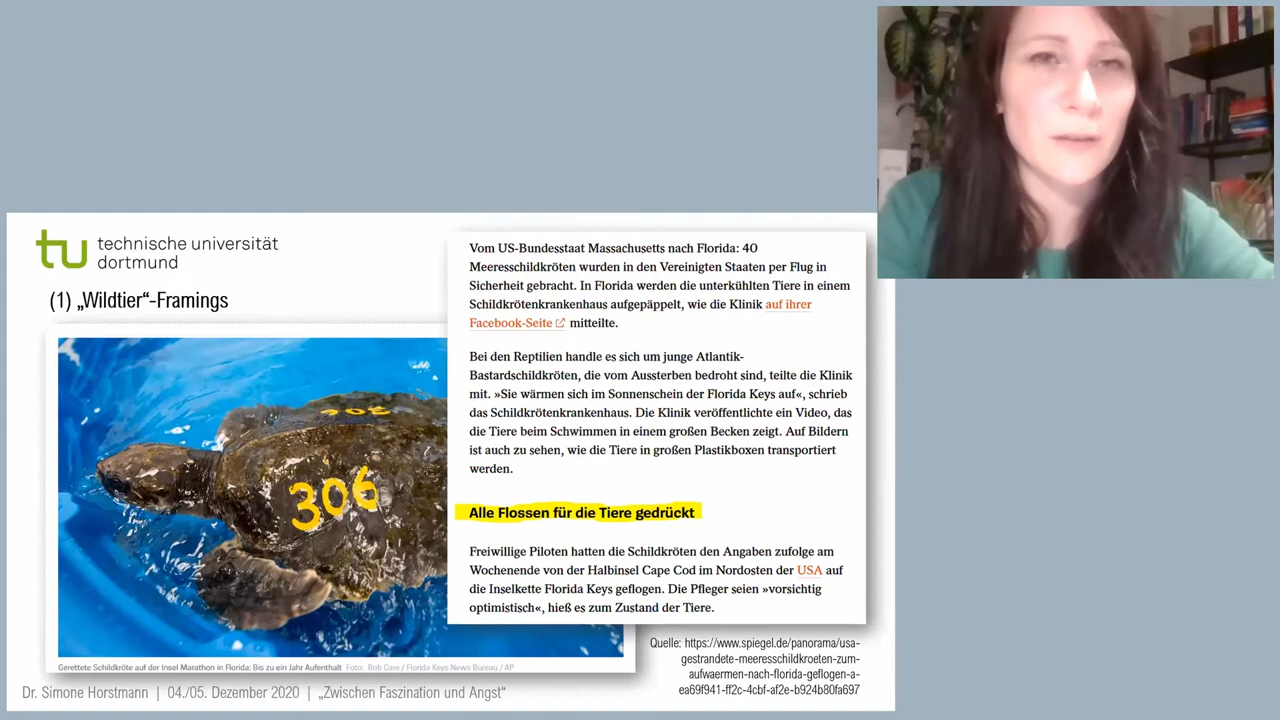 technische universität
dortmund
(1) „Wildtier“-Framings
306
306
Gerettete Schildkröte auf der Insel Marathon in Florida: Bis zu ein Jahr Aufenthalt Foto: Bob Care / Florida Keys News Bureau / AP
Vom US-Bundesstaat Massachusetts nach Florida: 40
Meeresschildkröten wurden in den Vereinigten Staaten per Flug in
Sicherheit gebracht. In Florida werden die unterkühlten Tiere in einem
Schildkrötenkrankenhaus aufgepäppelt, wie die Klinik auf ihrer
Facebook-Seite mitteilte.
Bei den Reptilien handle es sich um junge Atlantik-
Bastardschildkröten, die vom Aussterben bedroht sind, teilte die Klinik
mit. »Sie wärmen sich im Sonnenschein der Florida Keys auf«, schrieb
das Schildkrötenkrankenhaus. Die Klinik veröffentlichte ein Video, das
die Tiere beim Schwimmen in einem großen Becken zeigt. Auf Bildern
ist auch zu sehen, wie die Tiere in großen Plastikboxen transportiert
werden.
Alle Flossen für die Tiere gedrückt
Freiwillige Piloten hatten die Schildkröten den Angaben zufolge am
Wochenende von der Halbinsel Cape Cod im Nordosten der USA auf
die Inselkette Florida Keys geflogen. Die Pfleger seien »vorsichtig
optimistisch«, hieß es zum Zustand der Tiere.
Quelle: https://www.spiegel.de/panorama/usa-
gestrandete-meeresschildkroeten-zum-
aufwaermen-nach-florida-geflogen-a-
ea69f941-ff2c-4cbf-af2e-b924b80fa697
Dr. Simone Horstmann | 04./05. Dezember 2020 | „Zwischen Faszination und Angst“